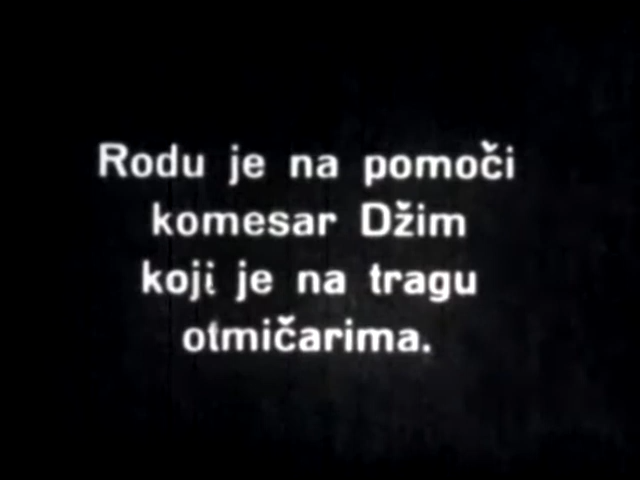 Rodu je na pomoči
komesar Džim
koji je na tragu
otmičarima.